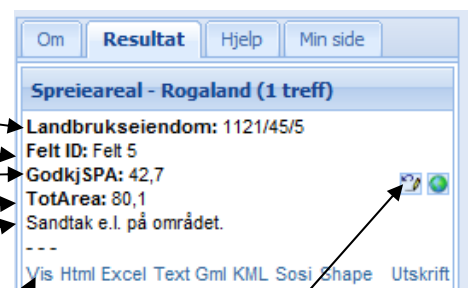 Om Resultat Hjelp Min side
Spreieareal - Rogaland (1 treff)
Landbrukseiendom: 1121/45/5
Felt ID: Felt 5
GodkjSPA: 42,7
TotArea: 80,1
Sandtak e.l. på området.
- - -
Vis Html Excel Text Gml KML Sosi Shape Utskrift